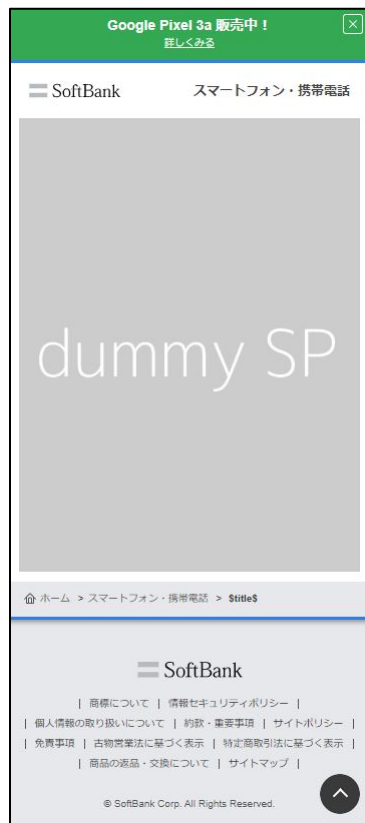 Google Pixel 3a 販売中！
詳しくみる
SoftBank
スマートフォン・携帯電話
dummy SP
ホーム > スマートフォン・携帯電話 > $title$
SoftBank
| 商標について | 情報セキュリティポリシー |
| 個人情報の取り扱いについて | 約款・重要事項 | サイトポリシー |
| 免責事項 | 古物営業法に基づく表示 | 特定商取引法に基づく表示 |
| 商品の返品・交換について | サイトマップ |
© SoftBank Corp. All Rights Reserved.